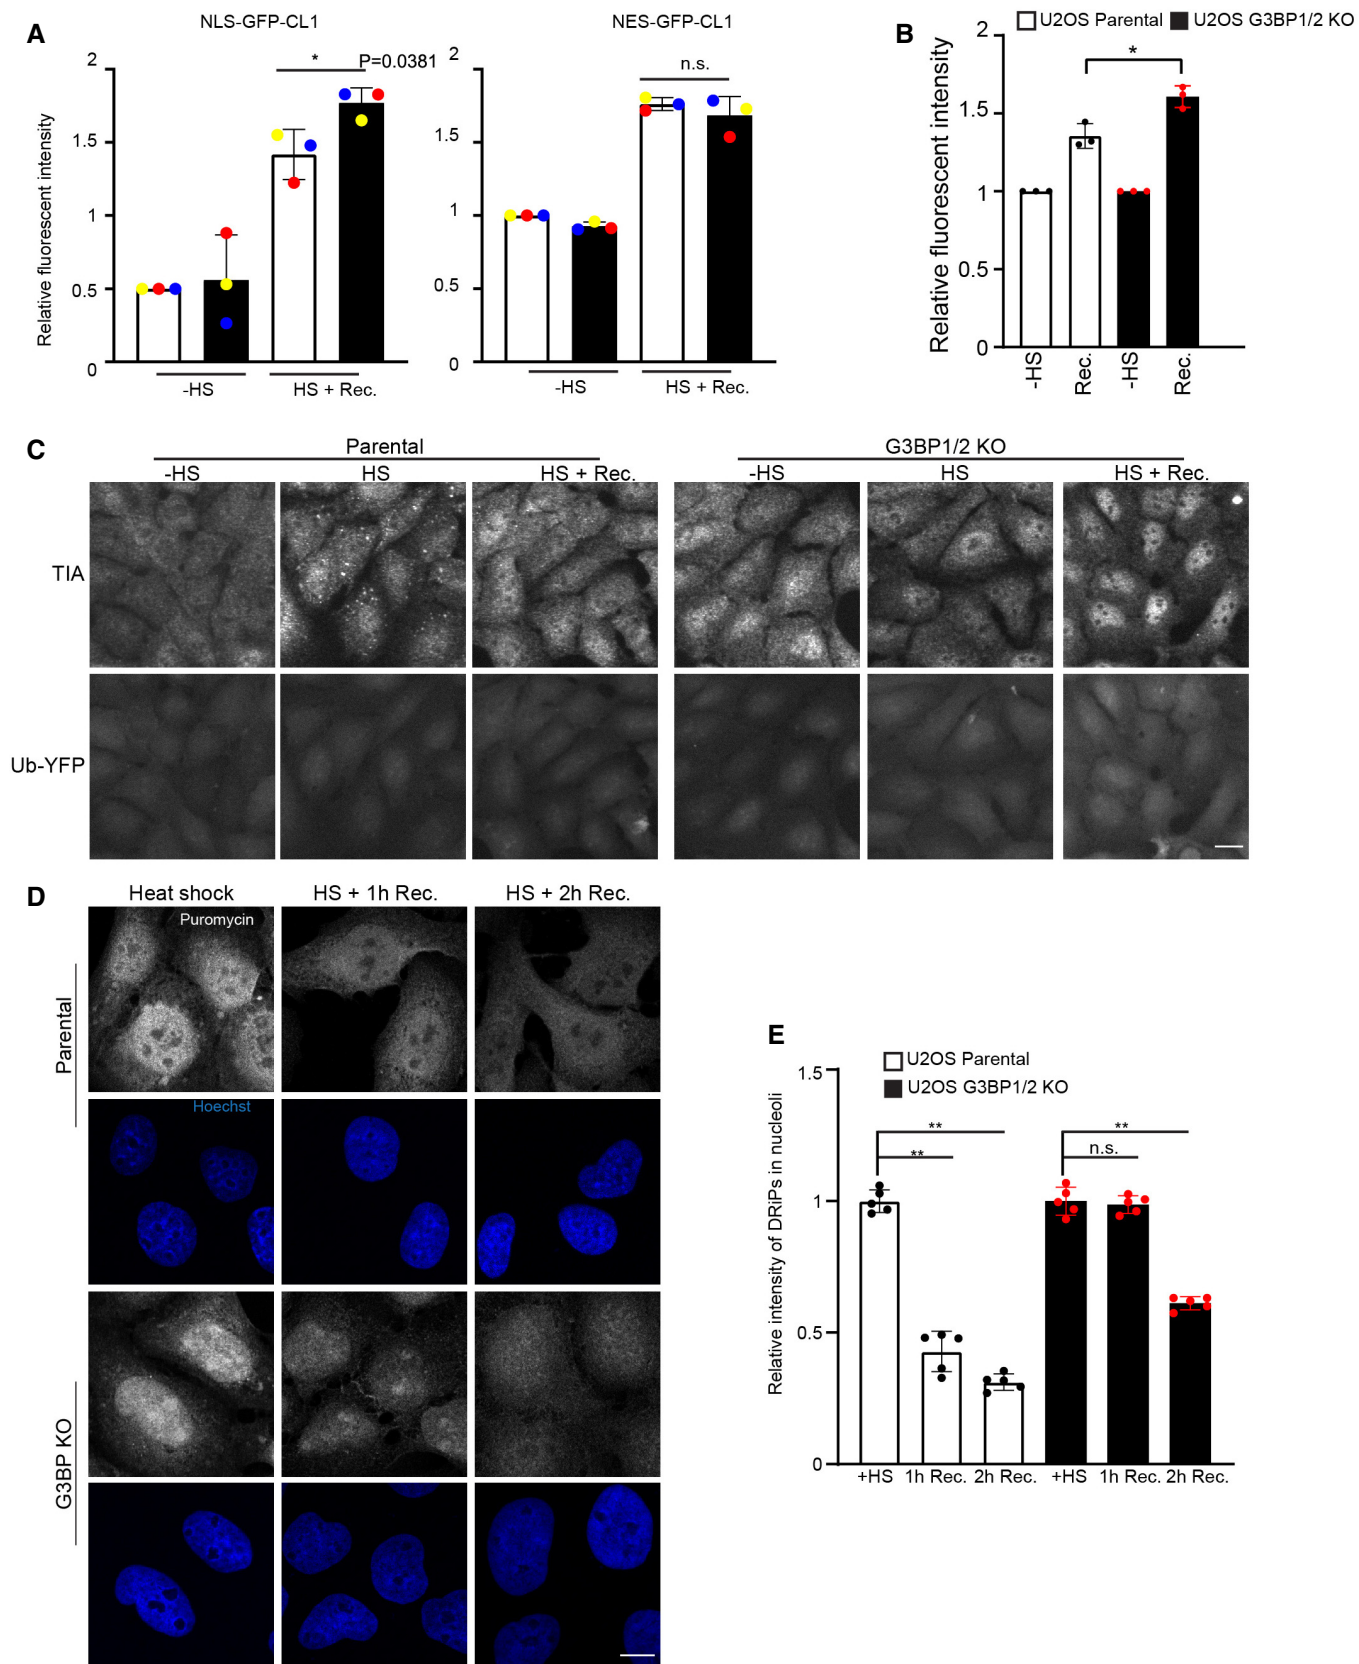 A
NLS-GFP-CL1
Relative fluorescent intensity
2
1.5
1
0.5
0
*
P=0.0381
-HS
HS + Rec.
NES-GFP-CL1
2
1.5
1
0.5
0
n.s.
-HS
HS + Rec.
B
U2OS Parental
U2OS G3BP1/2 KO
Relative fluorescent intensity
2
1.5
1
0.5
0
*
-HS
Rec.
-HS
Rec.
C
Parental
G3BP1/2 KO
-HS
HS
HS + Rec.
-HS
HS
HS + Rec.
TIA
Ub-YFP
D
Heat shock
HS + 1h Rec.
HS + 2h Rec.
Parental
Puromycin
Hoechst
G3BP KO
E
U2OS Parental
U2OS G3BP1/2 KO
Relative intensity of DRiPs in nucleoli
1.5
1
0.5
0
**
**
**
n.s.
+HS
1h Rec.
2h Rec.
+HS
1h Rec.
2h Rec.